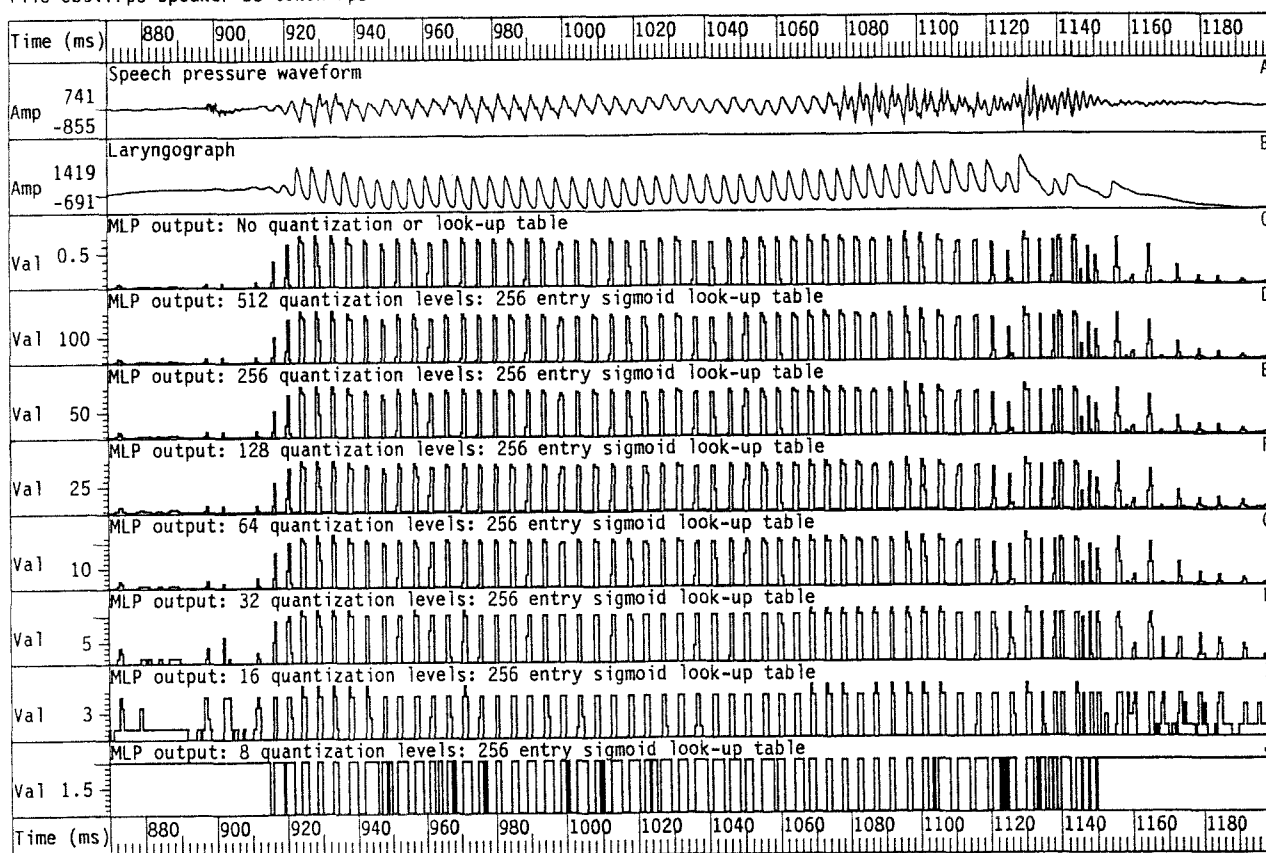 Time (ms) 880 900 920 940 960 980 1000 1020 1040 1060 1080 1100 1120 1140 1160 1180
Speech pressure waveform A
Amp 741 -855
Laryngograph
Amp 1419 -691
MLP output: No quantization or look-up table
Val 0.5
MLP output: 512 quantization levels: 256 entry sigmoid look-up table
Val 100
MLP output: 256 quantization levels: 256 entry sigmoid look-up table
Val 50
MLP output: 128 quantization levels: 256 entry sigmoid look-up table
Val 25
MLP output: 64 quantization levels: 256 entry sigmoid look-up table
Val 10
MLP output: 32 quantization levels: 256 entry sigmoid look-up table
Val 5
MLP output: 16 quantization levels: 256 entry sigmoid look-up table
Val 3
MLP output: 8 quantization levels: 256 entry sigmoid look-up table
Val 1.5
Time (ms) 880 900 920 940 960 980 1000 1020 1040 1060 1080 1100 1120 1140 1160 1180